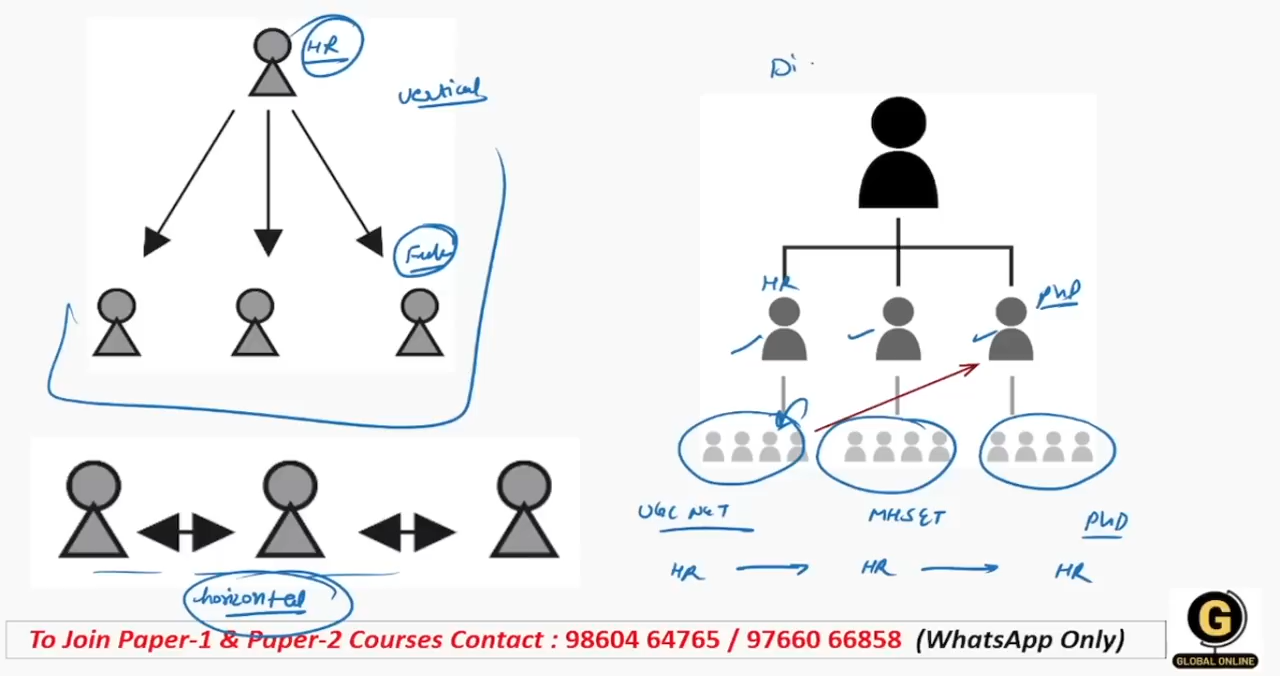 HR
vertical
Di
HR
PHD
UGC NET
MHSET
PHD
HR
HR
HR
horizontal
To Join Paper-1 & Paper-2 Courses Contact : 98604 64765 / 97660 66858 (WhatsApp Only)
G
GLOBAL ONLINE